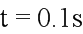 t = 0.1s